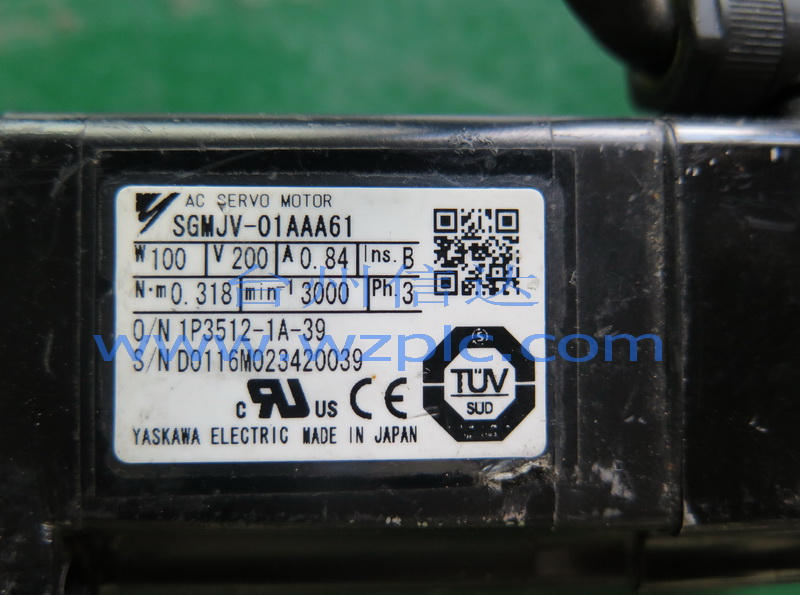 AC SERVO MOTOR
SGMJV-01AAA61
W 100 V 200 A 0.84 Ins. B
N·m 0.318 min⁻¹ 3000 Ph. 3
O/N 1P3512-1A-39
S/N D0116M023420039
台州信达
www.wzplc.com
c RU US CE
TÜV
SUD
YASKAWA ELECTRIC MADE IN JAPAN